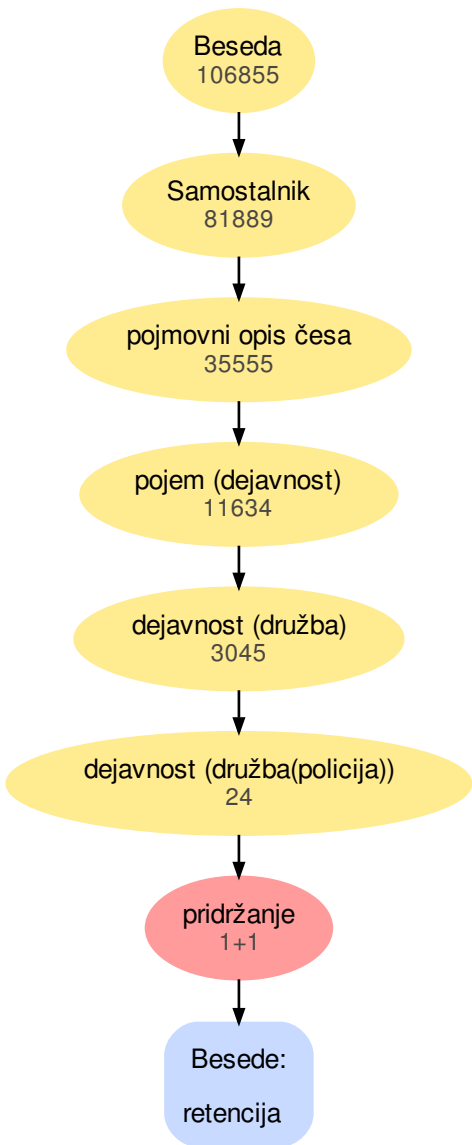 Beseda
106855
Samostalnik
81889
pojmovni opis česa
35555
pojem (dejavnost)
11634
dejavnost (družba)
3045
dejavnost (družba(policija))
24
pridržanje
1+1
Besede:
retencija